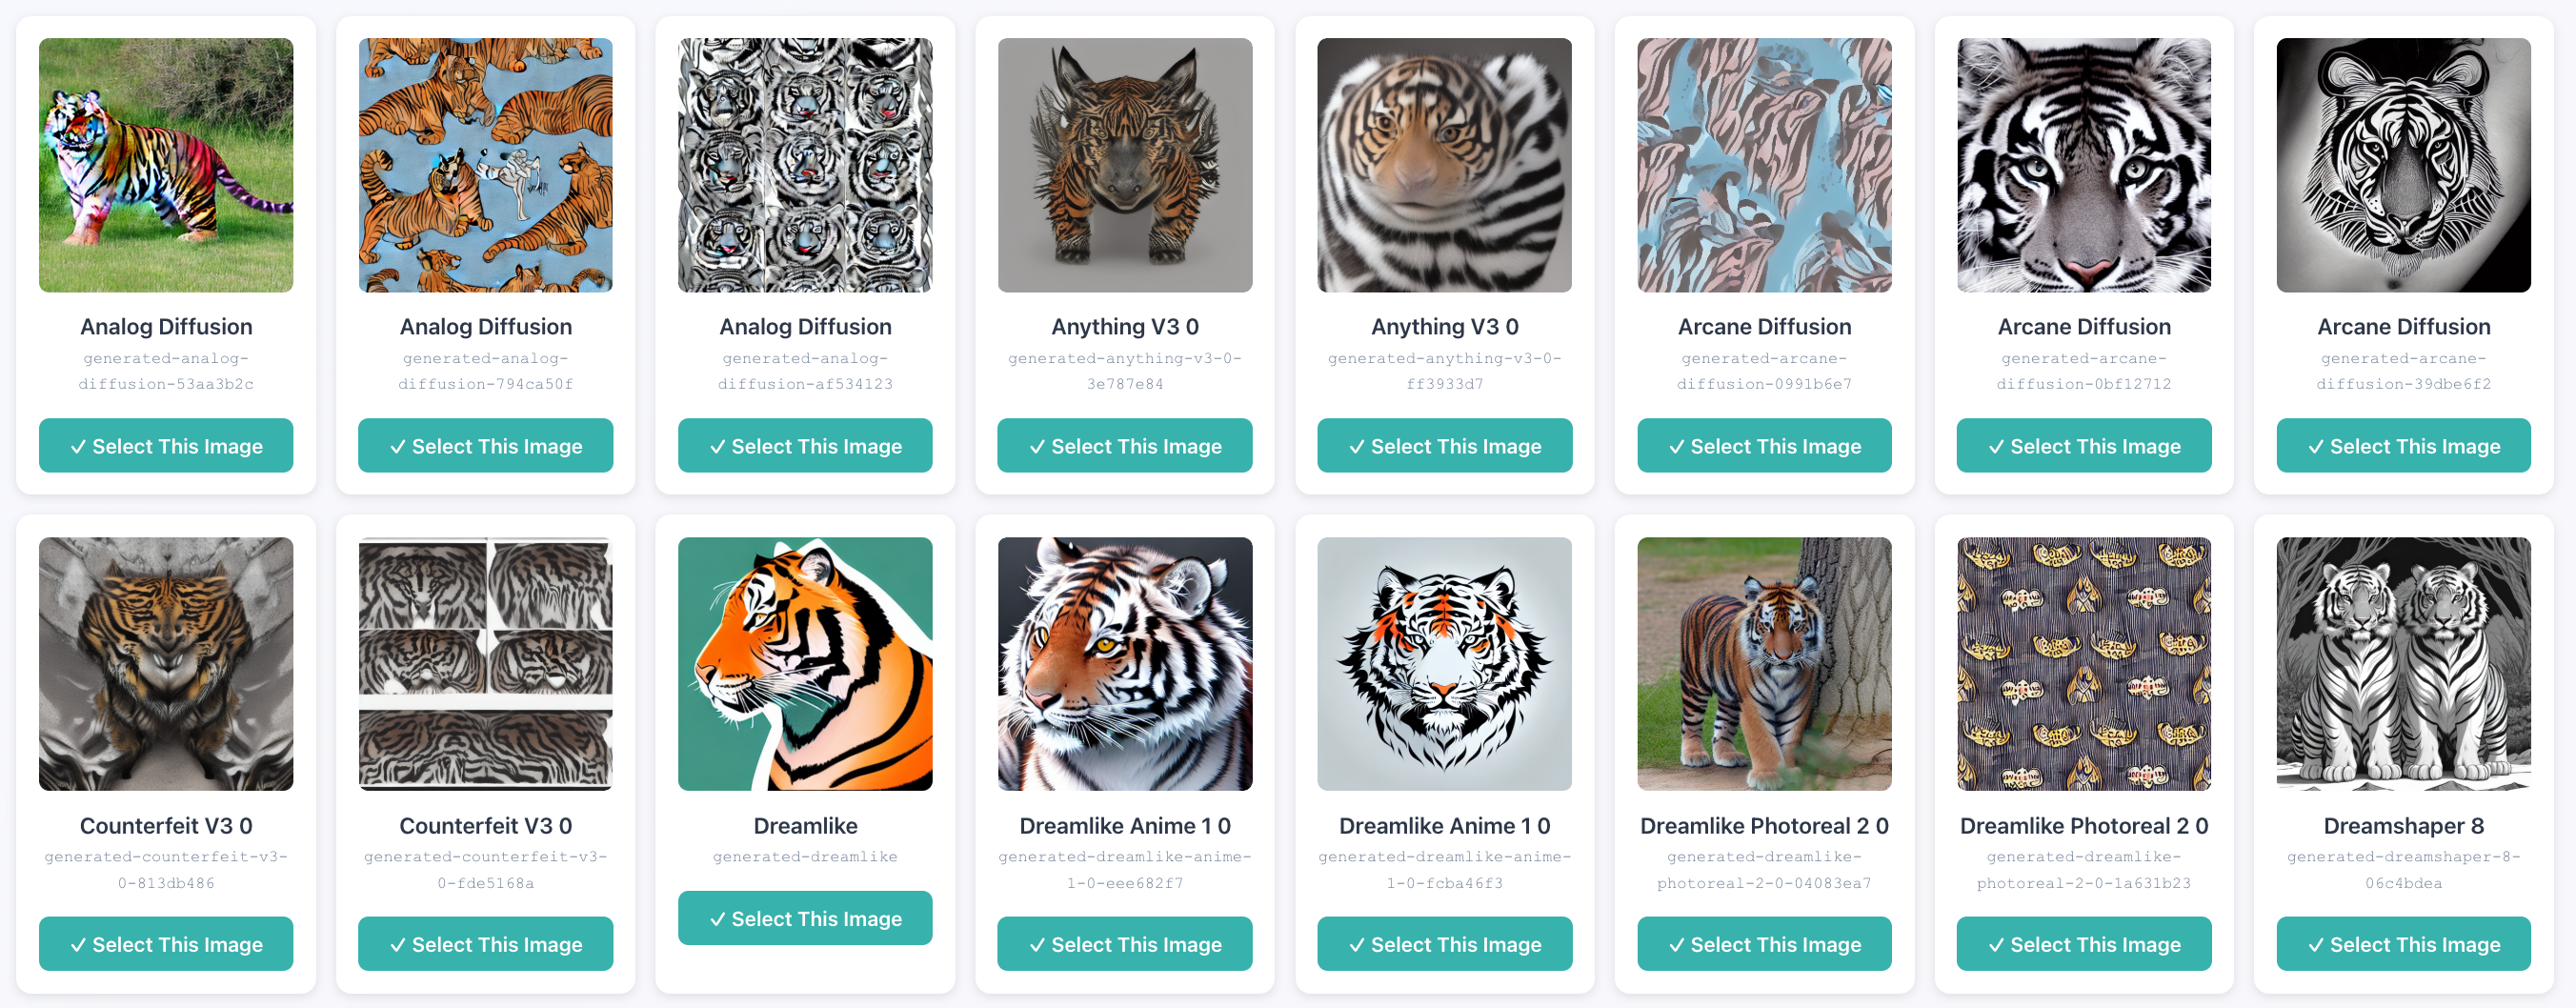 Analog Diffusion
generated-analog-
diffusion-53aa3b2c
✓ Select This Image
Analog Diffusion
generated-analog-
diffusion-794ca50f
✓ Select This Image
Analog Diffusion
generated-analog-
diffusion-af534123
✓ Select This Image
Anything V3 0
generated-anything-v3-0-
3e787e84
✓ Select This Image
Anything V3 0
generated-anything-v3-0-
ff3933d7
✓ Select This Image
Arcane Diffusion
generated-arcane-
diffusion-0991b6e7
✓ Select This Image
Arcane Diffusion
generated-arcane-
diffusion-0bf12712
✓ Select This Image
Arcane Diffusion
generated-arcane-
diffusion-39dbe6f2
✓ Select This Image
Counterfeit V3 0
generated-counterfeit-v3-
0-813db486
✓ Select This Image
Counterfeit V3 0
generated-counterfeit-v3-
0-fde5168a
✓ Select This Image
Dreamlike
generated-dreamlike
✓ Select This Image
Dreamlike Anime 1 0
generated-dreamlike-anime-
1-0-eee682f7
✓ Select This Image
Dreamlike Anime 1 0
generated-dreamlike-anime-
1-0-fcba46f3
✓ Select This Image
Dreamlike Photoreal 2 0
generated-dreamlike-
photoreal-2-0-04083ea7
✓ Select This Image
Dreamlike Photoreal 2 0
generated-dreamlike-
photoreal-2-0-1a631b23
✓ Select This Image
Dreamshaper 8
generated-dreamshaper-8-
06c4bdea
✓ Select This Image